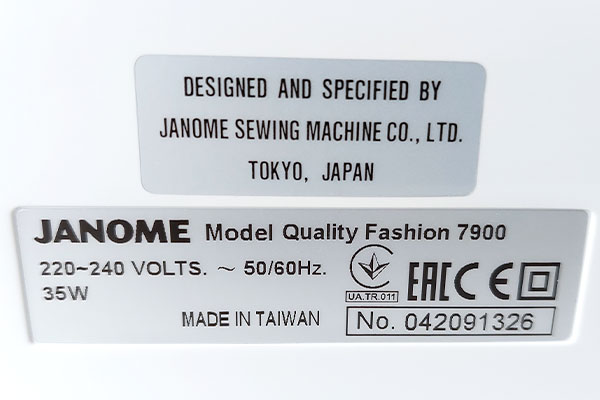 DESIGNED AND SPECIFIED BY
JANOME SEWING MACHINE CO., LTD.
TOKYO, JAPAN
JANOME Model Quality Fashion 7900
220~240 VOLTS. ~ 50/60Hz.
35W
UA.TR.011
EAC CE
MADE IN TAIWAN
No. 042091326